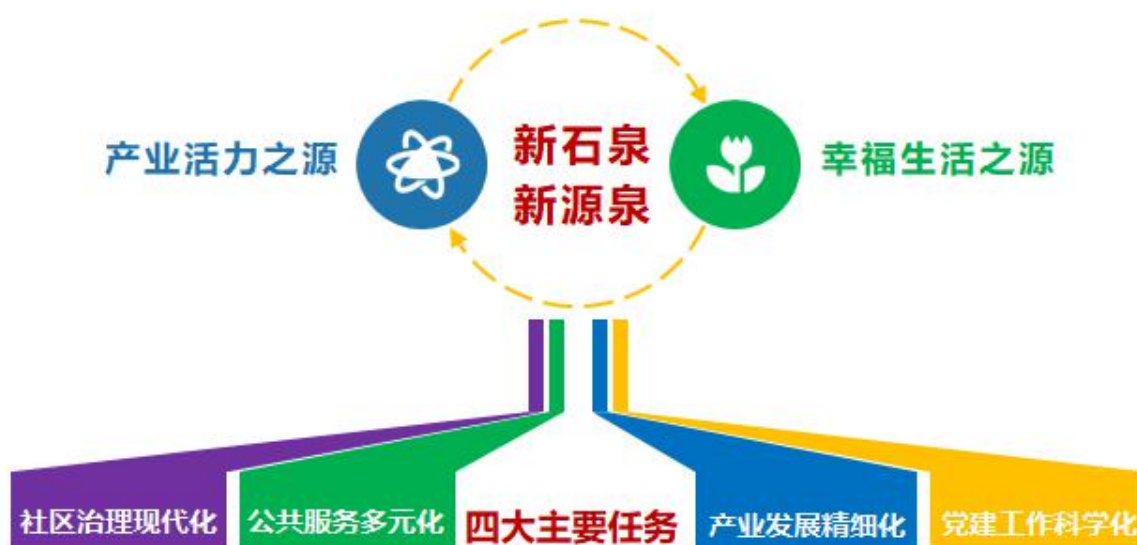 产业活力之源
新石泉
新源泉
幸福生活之源
社区治理现代化
公共服务多元化
四大主要任务
产业发展精细化
党建工作科学化